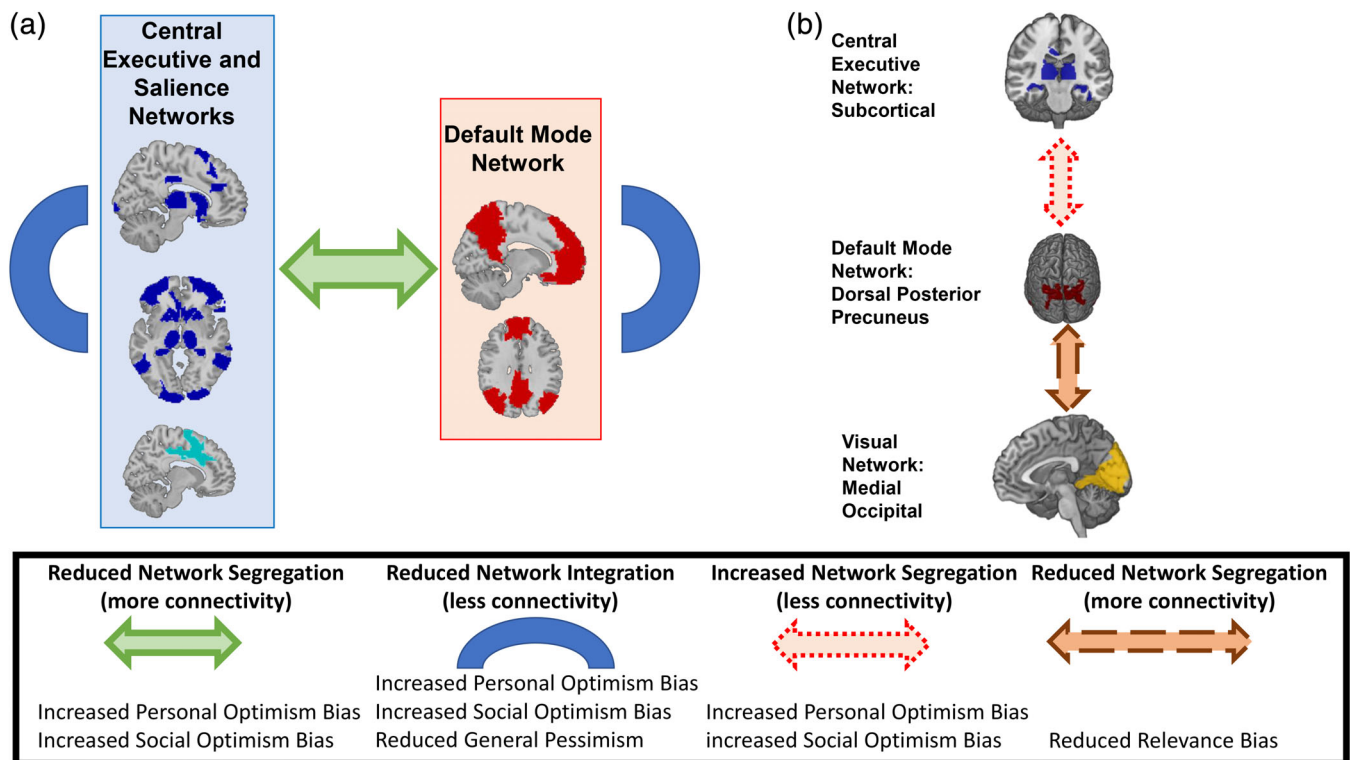 (a)
Central
Executive and
Salience
Networks
Default Mode
Network
(b)
Central
Executive
Network:
Subcortical
Default Mode
Network:
Dorsal Posterior
Precuneus
Visual
Network:
Medial
Occipital
Reduced Network Segregation
(more connectivity)
Increased Personal Optimism Bias
Increased Social Optimism Bias
Reduced Network Integration
(less connectivity)
Increased Personal Optimism Bias
Increased Social Optimism Bias
Reduced General Pessimism
Increased Network Segregation
(less connectivity)
Increased Personal Optimism Bias
increased Social Optimism Bias
Reduced Network Segregation
(more connectivity)
Reduced Relevance Bias